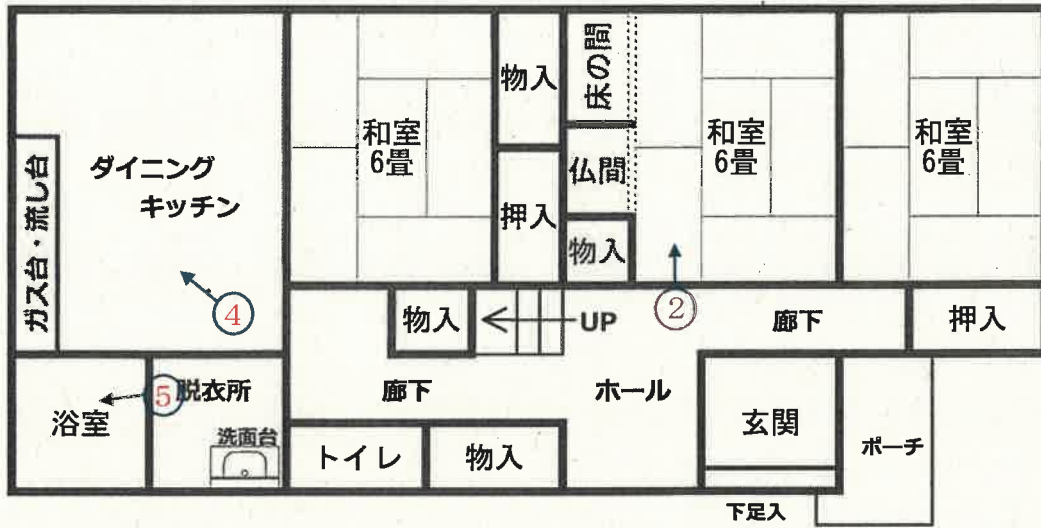 ダイニング
キッチン
ガス台・流し台
④
和室
6畳
物入
押入
床の間
仏間
物入
和室
6畳
②
和室
6畳
物入
UP
廊下
押入
浴室
⑤
脱衣所
洗面台
廊下
ホール
トイレ
物入
玄関
ポーチ
下足入